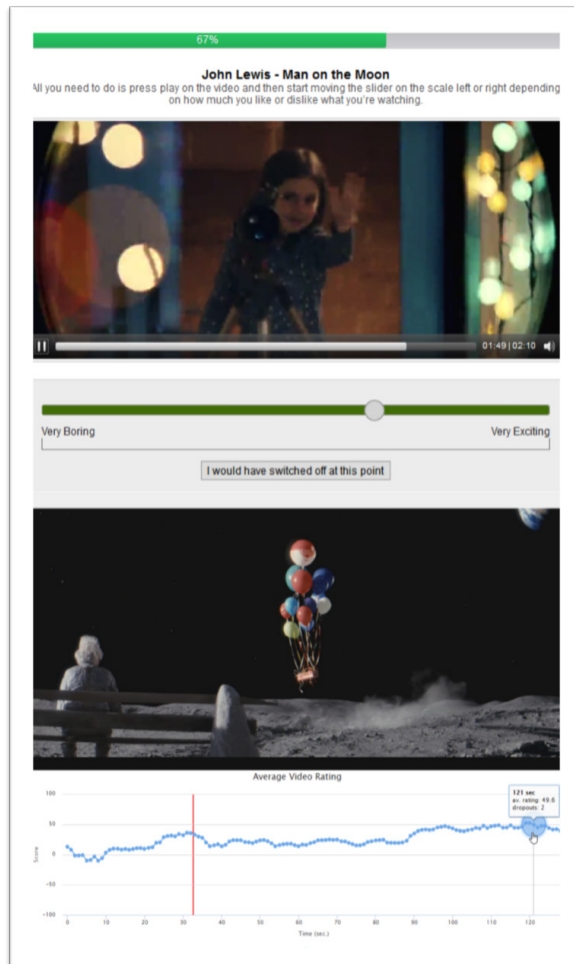 67%
John Lewis - Man on the Moon
All you need to do is press play on the video and then start moving the slider on the scale left or right depending
on how much you like or dislike what you're watching.
01:49|02:10
Very Boring Very Exciting
I would have switched off at this point
Average Video Rating
121 sec
av. rating: 49.6
dropouts: 2
100
50
0
-50
-100
Score
0 10 20 30 40 50 60 70 80 90 100 110 120
Time (sec.)